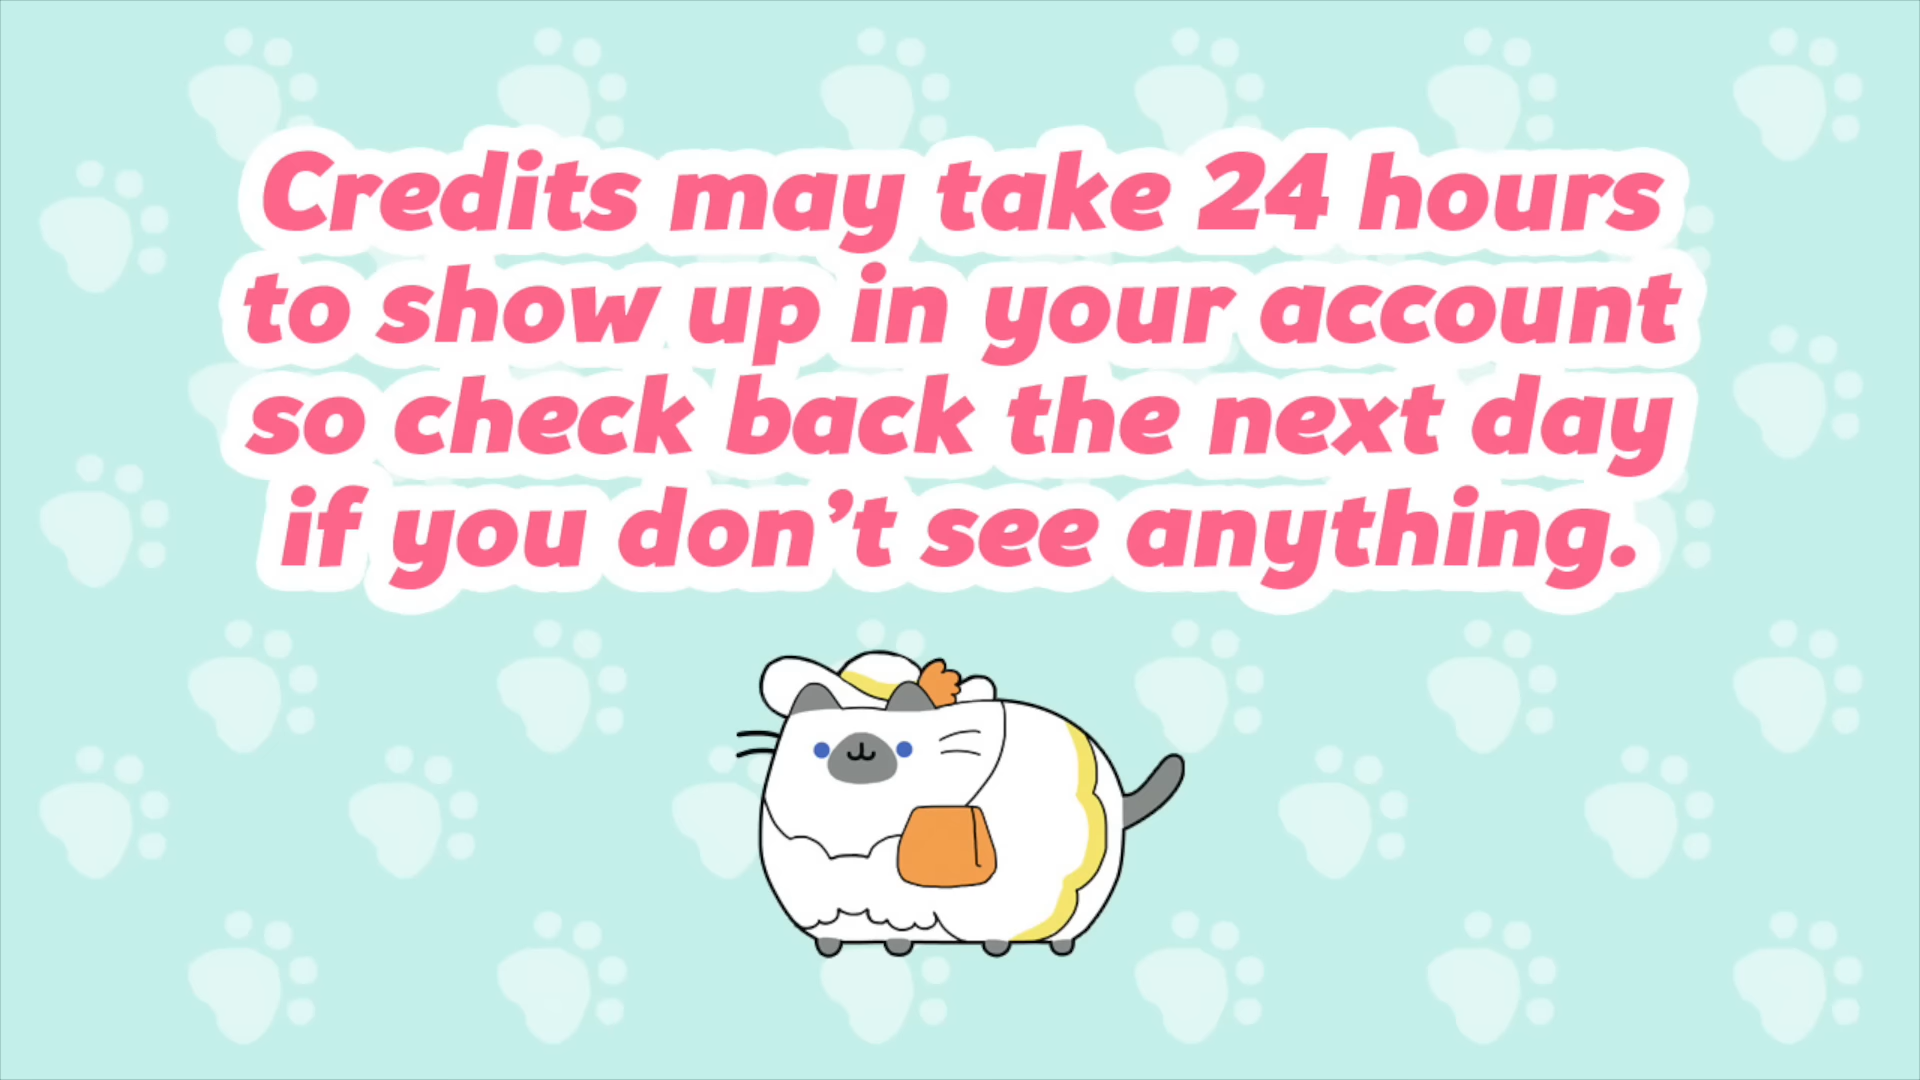 Credits may take 24 hours
to show up in your account
so check back the next day
if you don’t see anything.